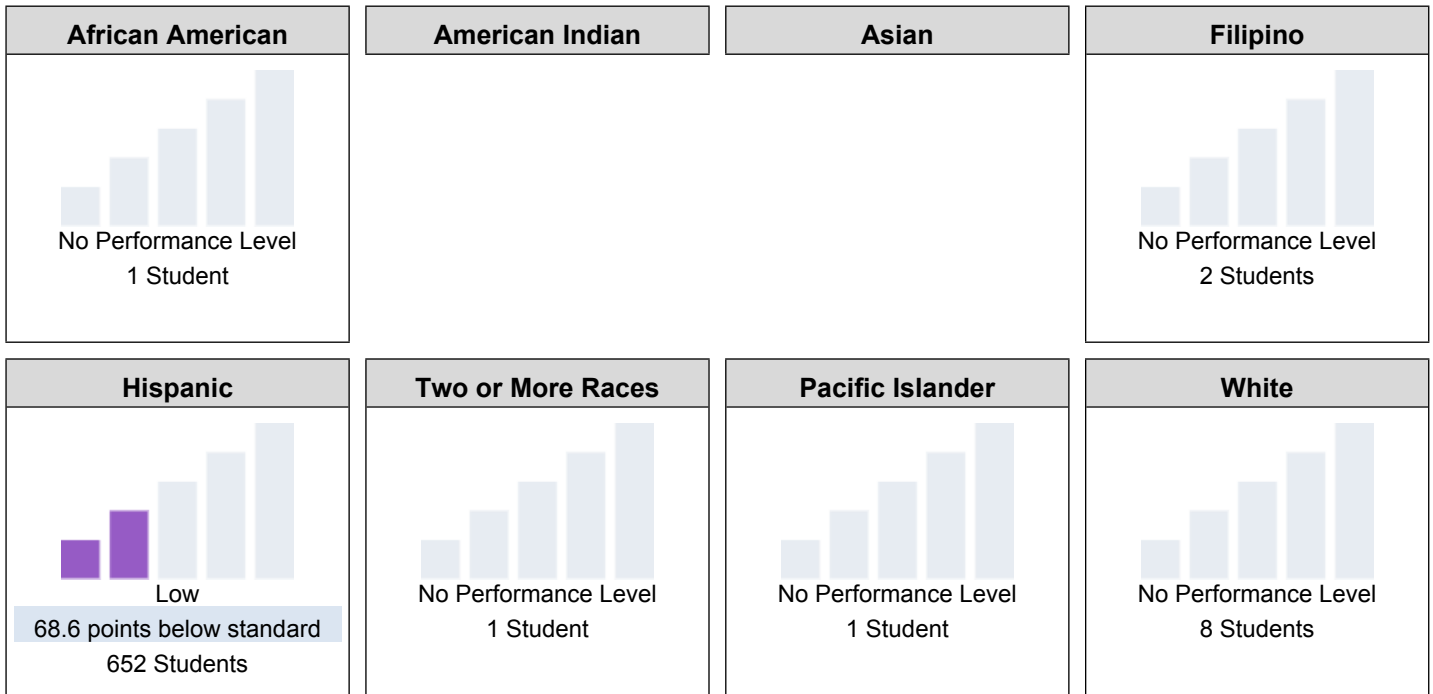 African American
American Indian
Asian
Filipino
No Performance Level
1 Student
No Performance Level
2 Students
Hispanic
Two or More Races
Pacific Islander
White
Low
68.6 points below standard
652 Students
No Performance Level
1 Student
No Performance Level
1 Student
No Performance Level
8 Students